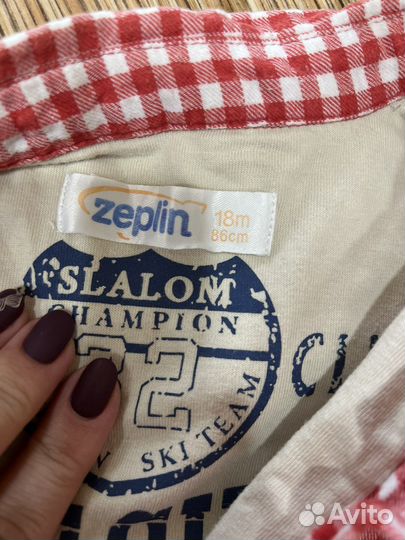 zeplin
18m
86cm
SLALOM
CHAMPION
22
SKI TEAM
Avito